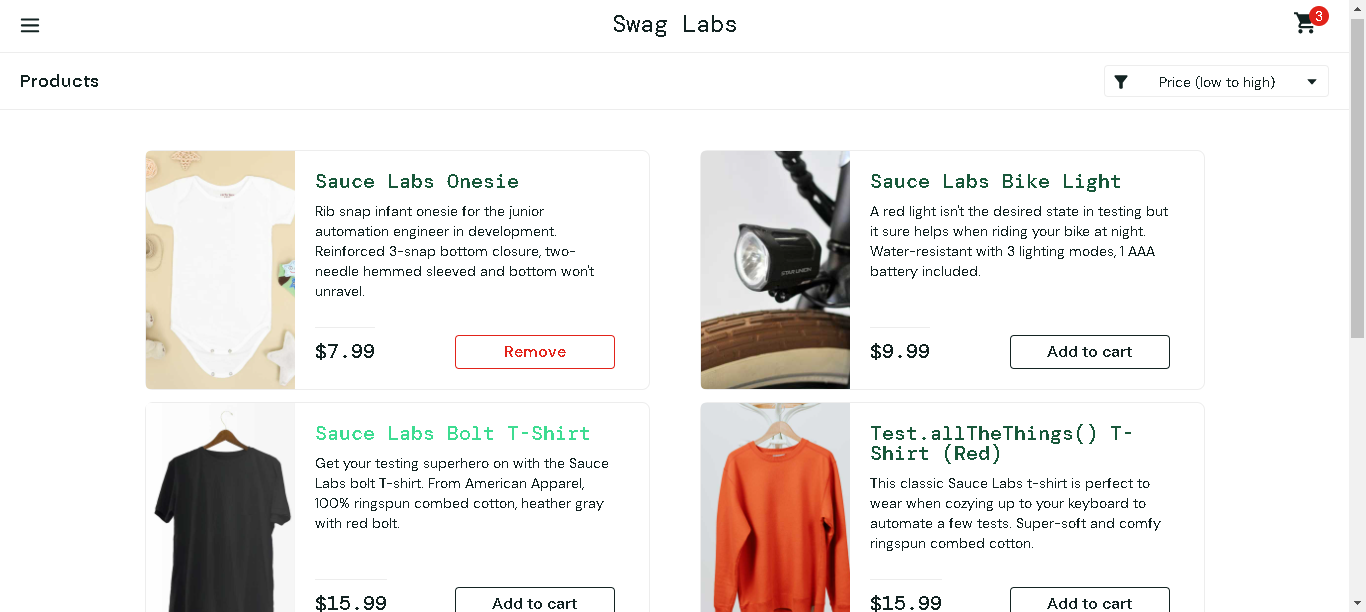 Swag Labs
3
Products
Price (low to high)
Sauce Labs Onesie
Rib snap infant onesie for the junior
automation engineer in development.
Reinforced 3-snap bottom closure, two-
needle hemmed sleeved and bottom won't
unravel.
$7.99
Remove
STAR UNION
Sauce Labs Bike Light
A red light isn't the desired state in testing but
it sure helps when riding your bike at night.
Water-resistant with 3 lighting modes, 1 AAA
battery included.
$9.99
Add to cart
Sauce Labs Bolt T-Shirt
Get your testing superhero on with the Sauce
Labs bolt T-shirt. From American Apparel,
100% ringspun combed cotton, heather gray
with red bolt.
$15.99
Add to cart
Test.allTheThings() T-
Shirt (Red)
This classic Sauce Labs t-shirt is perfect to
wear when cozying up to your keyboard to
automate a few tests. Super-soft and comfy
ringspun combed cotton.
$15.99
Add to cart